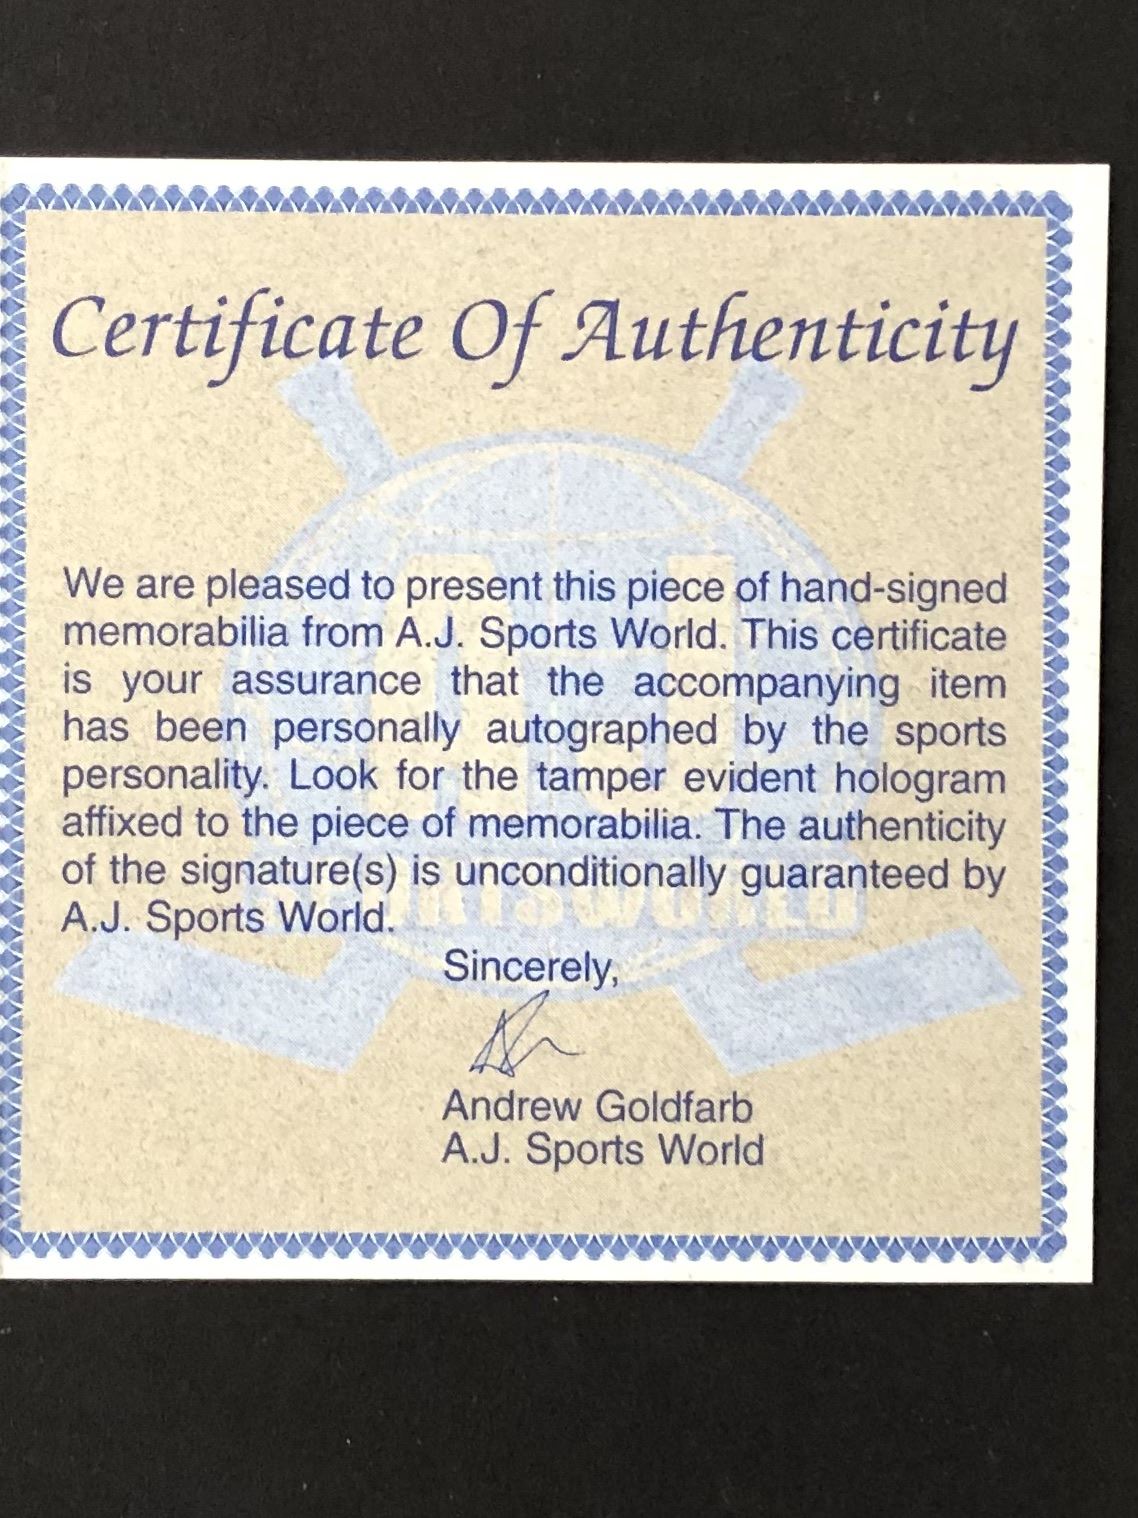 Certificate Of Authenticity
We are pleased to present this piece of hand-signed
memorabilia from A.J. Sports World. This certificate
is your assurance that the accompanying item
has been personally autographed by the sports
personality. Look for the tamper evident hologram
affixed to the piece of memorabilia. The authenticity
of the signature(s) is unconditionally guaranteed by
A.J. Sports World.
Sincerely,
Andrew Goldfarb
A.J. Sports World
AJ
SPORTSWORLD